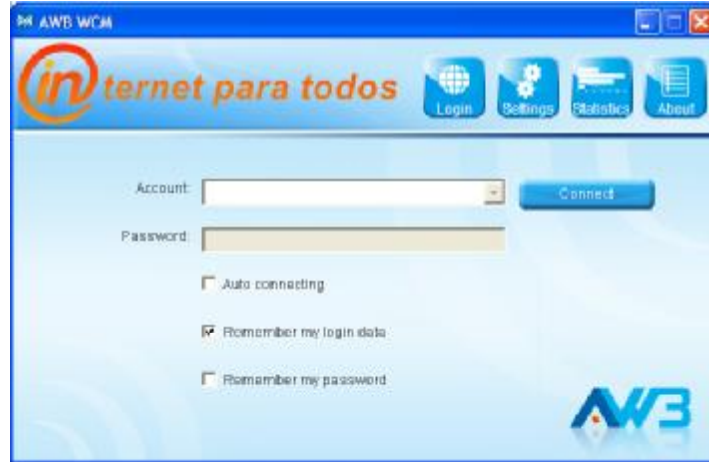 AWB WCM
internet para todos
Login Settings Statistics About
Account:
Connect
Password:
Auto connecting
Remember my login data
Remember my password
AWB